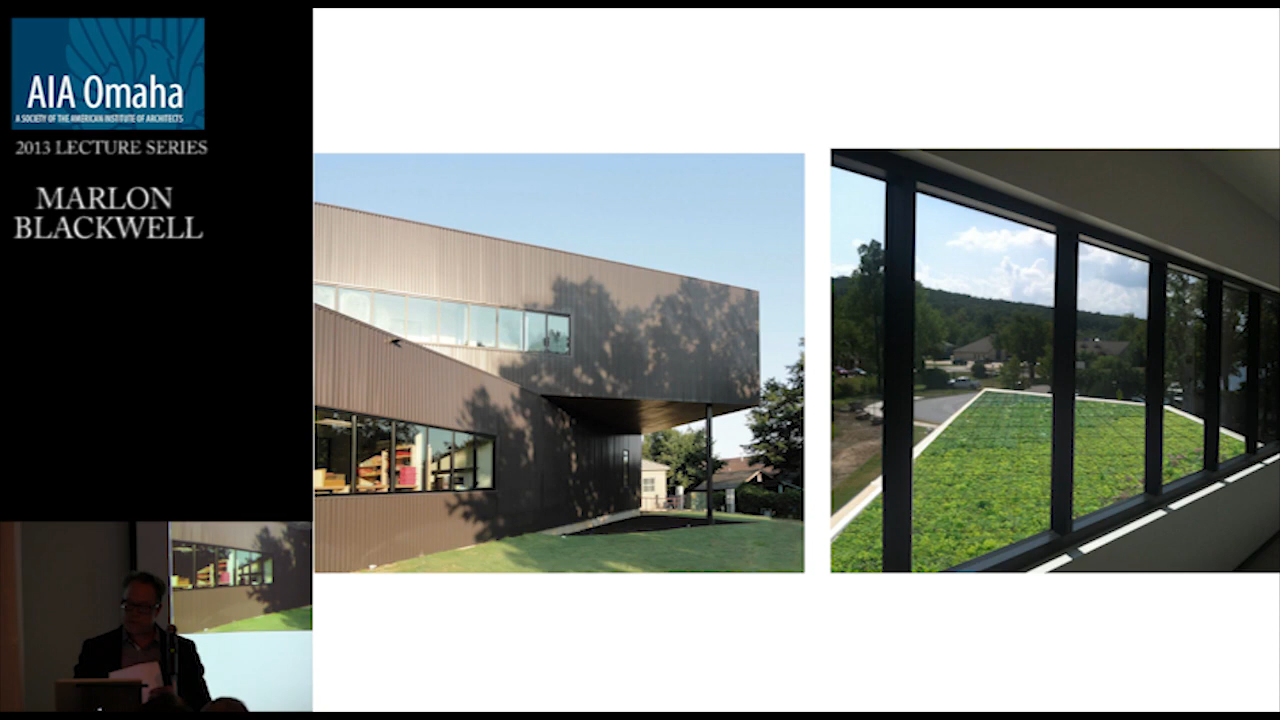 AIA Omaha
A SOCIETY OF THE AMERICAN INSTITUTE OF ARCHITECTS
2013 LECTURE SERIES
MARLON
BLACKWELL